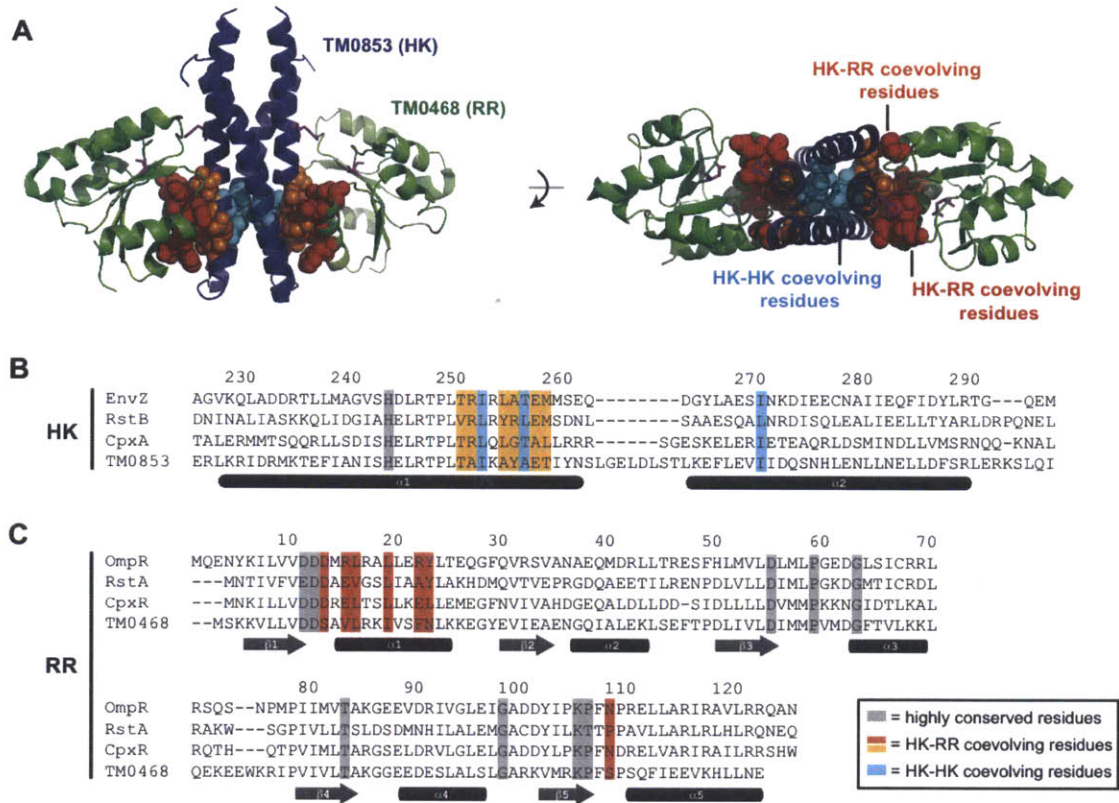 A
TM0853 (HK)
TM0468 (RR)
HK-RR coevolving
residues
HK-HK coevolving
residues
HK-RR coevolving
residues
B
HK
230 240 250 260 270 280 290
EnvZ AGVKQLADDRTLLMAGVSHDLRTPLTRIRLATEMMSEQ---------DGYLAESINKDIEECNAIIEQFIDYLRTG---QEM
RstB DNINALIASKKQLIDGIAHELRTPLVRLRYRLEMSDNL------SAAESQALNRDISQLEALIEELLTYARLDRPQNEL
CpxA TALERMMTSQQRLLSDISHELRTPLTRLQLGTALLRRR------SGESKELERIETEAQRLDSMINDLLVMSRNQQ-KNAL
TM0853 ERLKRIDRMKTEFIANISHELRTPLTAIKAYAETIYNSLGELDLSTLKEFLEVIIDQSNHLENLLNELLDFSRLERKSLQI
α1 α2
C
RR
10 20 30 40 50 60 70
OmpR MQENYKILVVDDDMRLRALLERYLTEQGFQVRSVANAEQMDRLLTRESFHLMVLDLMLPGEDGLSICRRL
RstA ---MNTIVFVEDDAEVGSLIAAYLAKHDMQVTVEPRGDQAEETILRENPDLVLLDIMLPGKDGMTICRDL
CpxR ---MNKILLVDDDRELTSLLKELLEMEGFNVIVAHDGEQALDLLDD-SIDLLLLDVMMPKKNGIDTLKAL
TM0468 ---MSKKVLLVDDSAVLRKIVSFNLKKEGYEVIEAENGQIALEKLSEFTPDLIVLDIMMPVMDGFTVLKKL
β1 α1 β2 α2 β3 α3
80 90 100 110 120
OmpR RSQS--NPMPIIMVTAKGEEVDRIVGLEIGADDYIPKPFNPRELLARIRAVLRRQAN
RstA RAKW--SGPIVLLTSLDSDMNHILALEMGACDYILKTTPPAVLLARLRLHLRQNEQ
CpxR RQTH--QTPVIMLTARGSELDRVLGLELGADDYLPKPFNDRELVARIRAILRRSHW
TM0468 QEKEEWKRIPVIVLTAKGGEEDESLALSLGARKVMRKPFSPSQFIEEVKHLLNE
β4 α4 β5 α5
= highly conserved residues
= HK-RR coevolving residues
= HK-HK coevolving residues